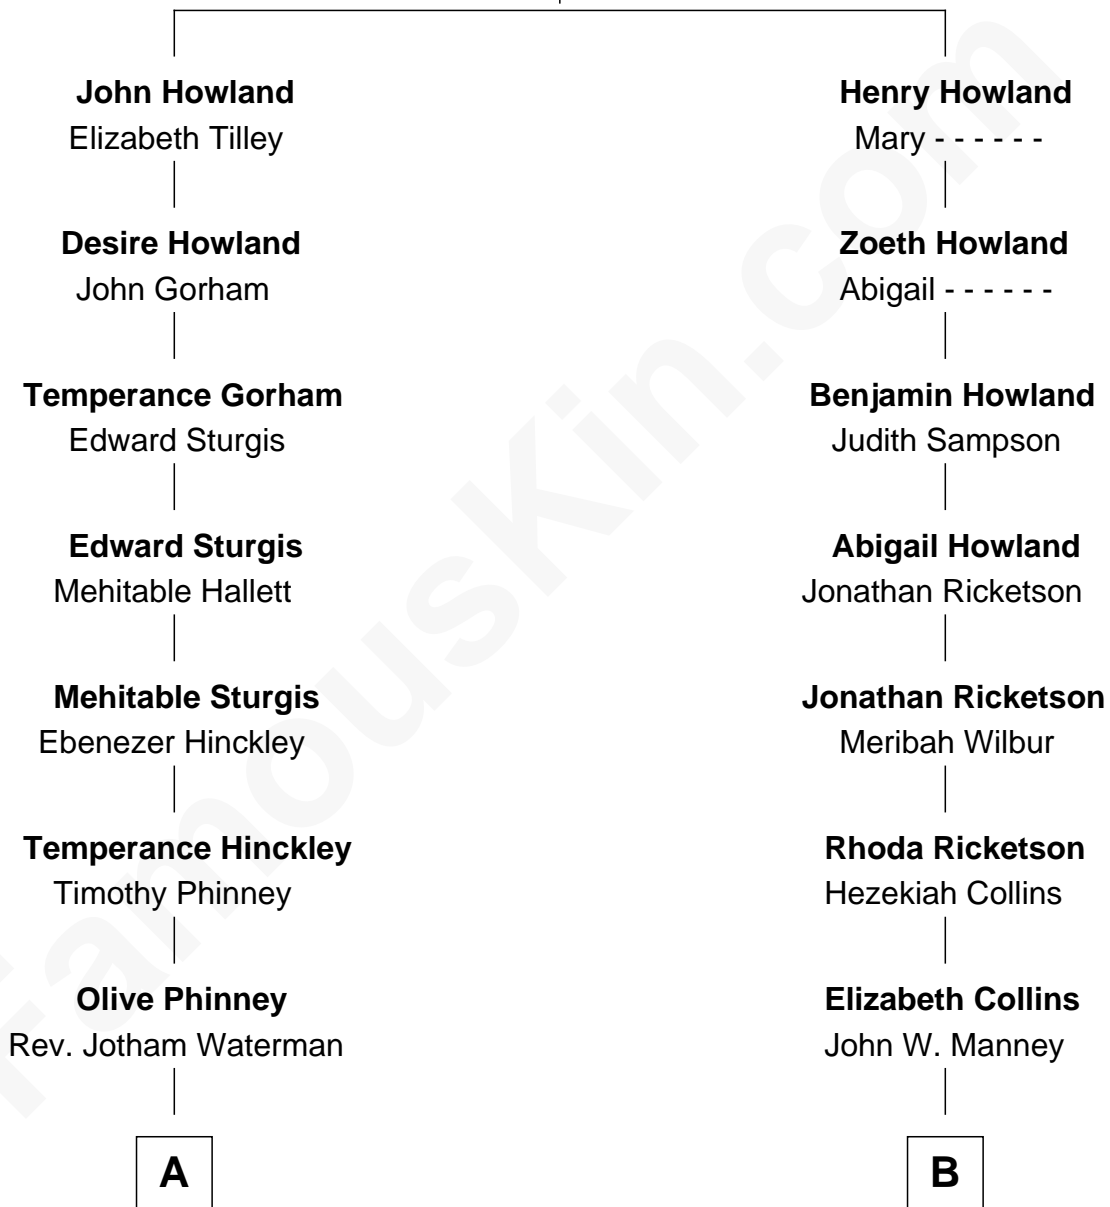 John Howland
Elizabeth Tilley
Desire Howland
John Gorham
Temperance Gorham
Edward Sturgis
Edward Sturgis
Mehitable Hallett
Mehitable Sturgis
Ebenezer Hinckley
Temperance Hinckley
Timothy Phinney
Olive Phinney
Rev. Jotham Waterman
A
Henry Howland
Mary - - - - - -
Zoeth Howland
Abigail - - - - - -
Benjamin Howland
Judith Sampson
Abigail Howland
Jonathan Ricketson
Jonathan Ricketson
Meribah Wilbur
Rhoda Ricketson
Hezekiah Collins
Elizabeth Collins
John W. Manney
B
FamousKin.com